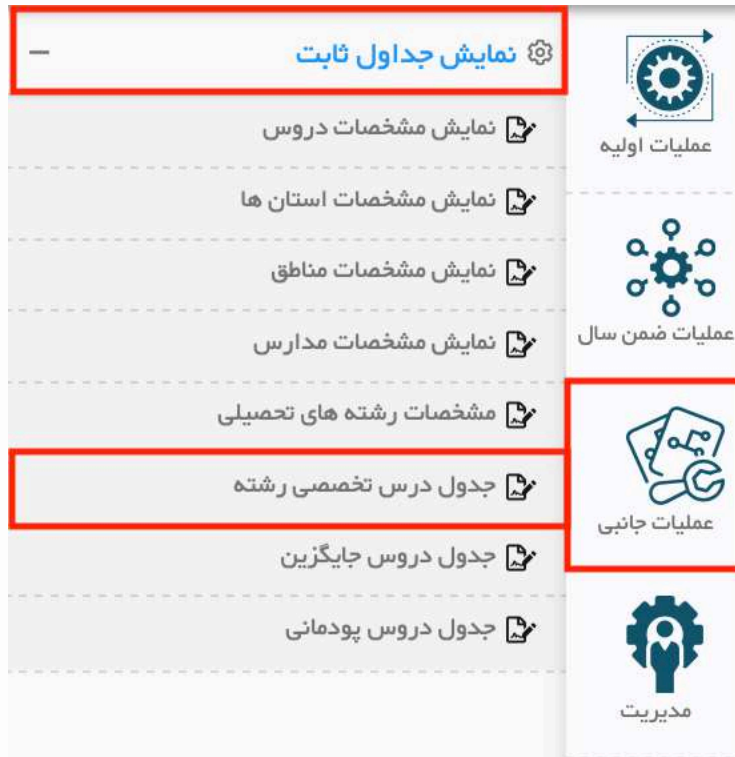 نمایش جداول ثابت
نمایش مشخصات دروس
نمایش مشخصات استان ها
نمایش مشخصات مناطق
نمایش مشخصات مدارس
مشخصات رشته های تحصیلی
جدول درس تخصصی رشته
جدول دروس جایگزین
جدول دروس پودمانی
عملیات اولیه
عملیات ضمن سال
عملیات جانبی
مدیریت